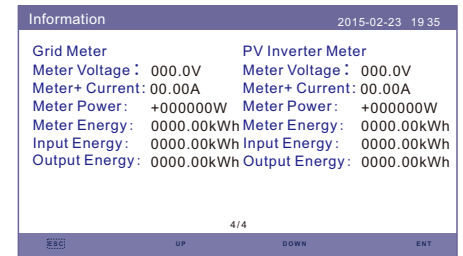 Information 2015-02-23 19 35
Grid Meter PV Inverter Meter
Meter Voltage: 000.0V Meter Voltage: 000.0V
Meter+ Current: 00.00A Meter+ Current: 00.00A
Meter Power: +000000W Meter Power: +000000W
Meter Energy: 0000.00kWh Meter Energy: 0000.00kWh
Input Energy: 0000.00kWh Input Energy: 0000.00kWh
Output Energy: 0000.00kWh Output Energy: 0000.00kWh
4/4
ESC UP DOWN ENT